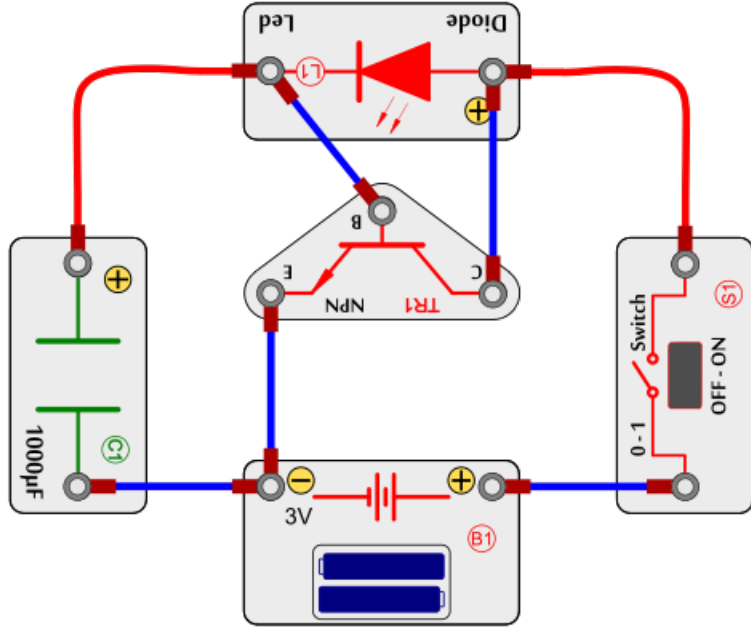 Led
Diode
L1
+
B
E
C
NPN
TR1
+
C1
1000µF
S1
Switch
OFF - ON
0 - 1
−
+
3V
B1